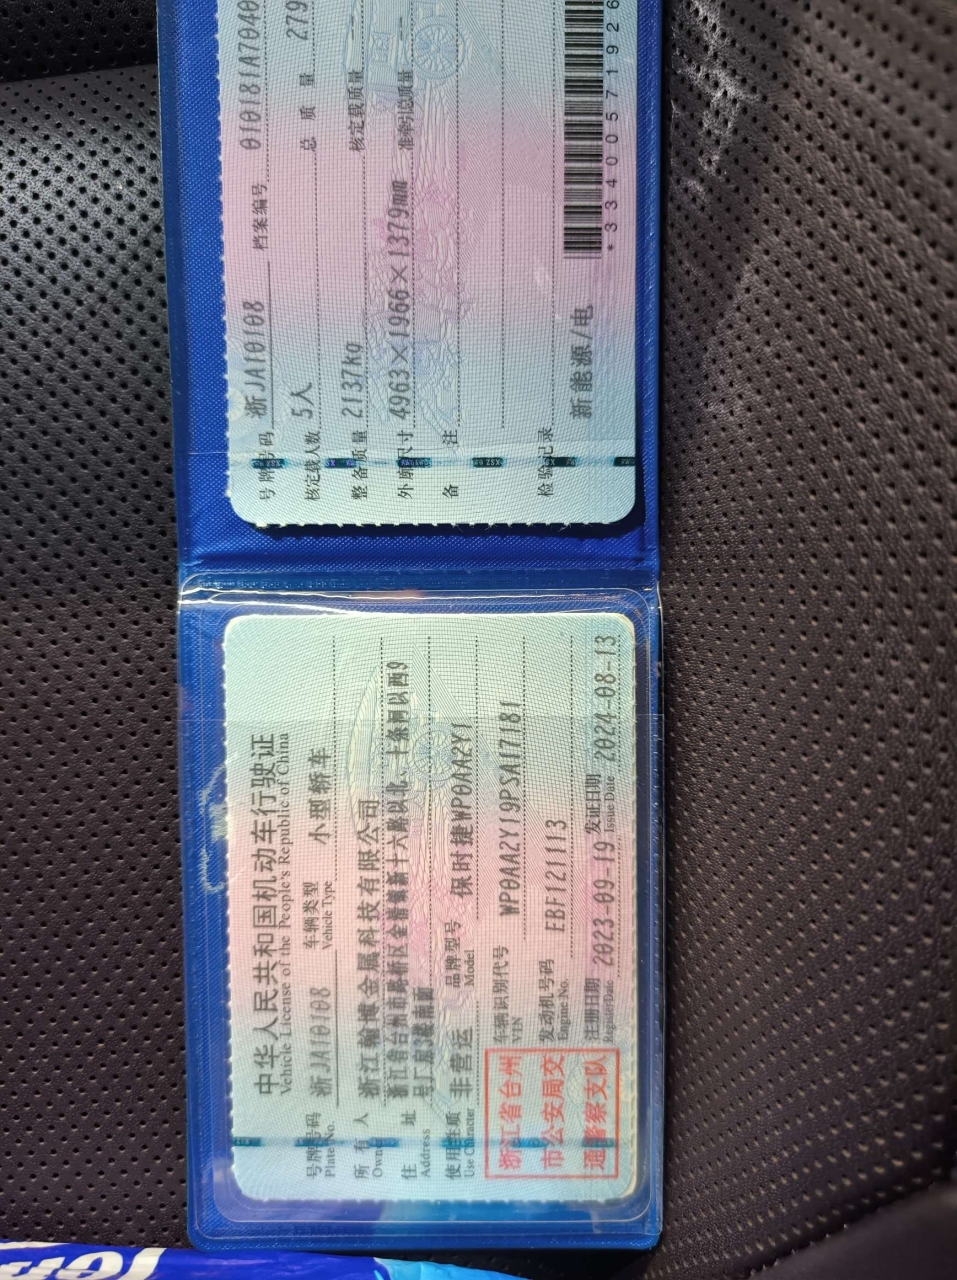 中华人民共和国机动车行驶证
Vehicle License of the People's Republic of China
号牌号码 浙JA10108 车辆类型 小型轿车
Plate No. Vehicle Type
所有人 浙江翰博金属科技有限公司
Owner
住址 浙江省台州市路桥区金清镇新十六路以北、十条河以西9
Address 号厂房3楼南面
使用性质 非营运 品牌型号 保时捷WP0AA2Y1
Use Character Model
浙江省台州
市公安局交
通警察支队
车辆识别代号 WP0AA2Y19PSA17181
VIN
发动机号码 EBF121113
Engine No.
注册日期 2023-09-19 发证日期 2024-08-13
Register Date Issue Date
号牌号码 浙JA10108 档案编号 010181A7040
核定载人数 5人 总质量 279
整备质量 2137kg 核定载质量
外廓尺寸 4963×1966×1379mm 准牵引总质量
备注
检验记录
新能源/电
*33400571926